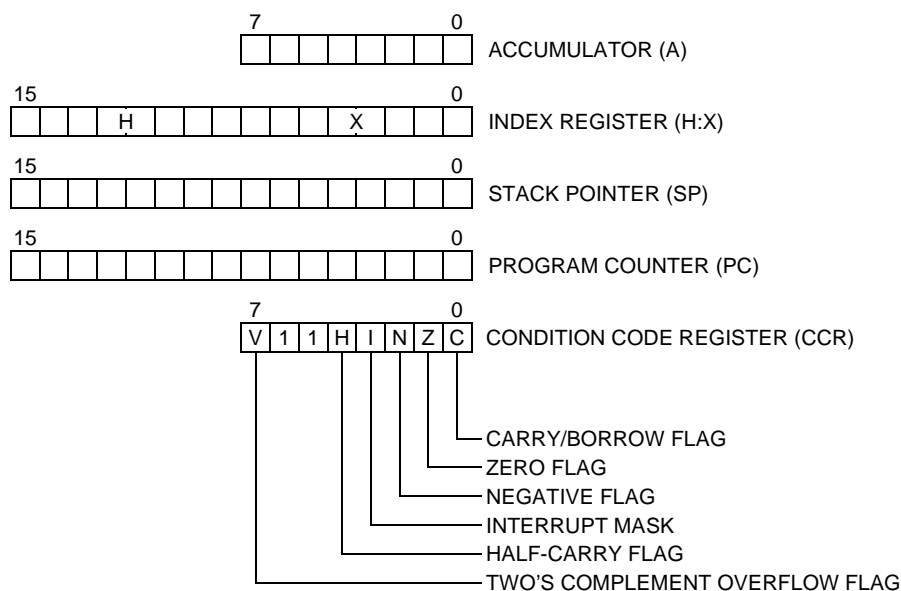 7 0
ACCUMULATOR (A)
15 0
H X INDEX REGISTER (H:X)
15 0
STACK POINTER (SP)
15 0
PROGRAM COUNTER (PC)
7 0
V 1 1 H I N Z C CONDITION CODE REGISTER (CCR)
CARRY/BORROW FLAG
ZERO FLAG
NEGATIVE FLAG
INTERRUPT MASK
HALF-CARRY FLAG
TWO'S COMPLEMENT OVERFLOW FLAG